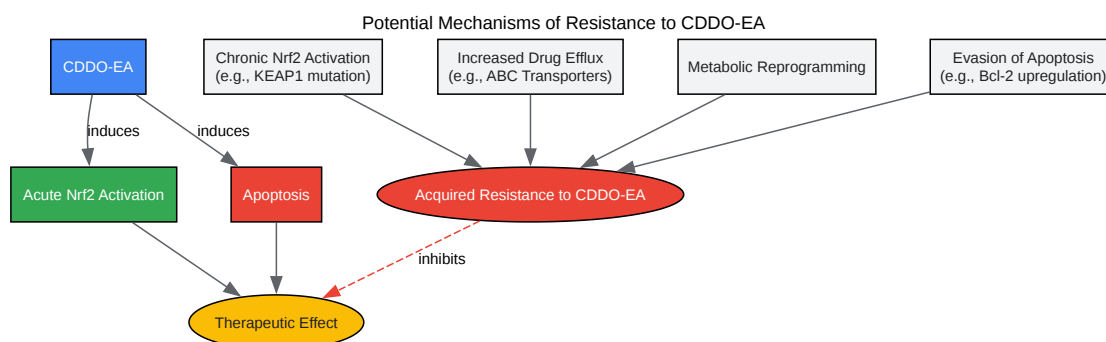 Potential Mechanisms of Resistance to CDDO-EA
CDDO-EA
Chronic Nrf2 Activation
(e.g., KEAP1 mutation)
Increased Drug Efflux
(e.g., ABC Transporters)
Metabolic Reprogramming
Evasion of Apoptosis
(e.g., Bcl-2 upregulation)
induces
induces
Acute Nrf2 Activation
Apoptosis
Acquired Resistance to CDDO-EA
inhibits
Therapeutic Effect